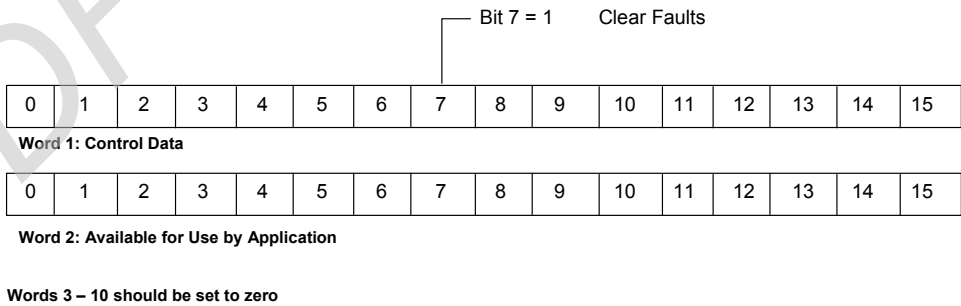 Bit 7 = 1 Clear Faults
0 1 2 3 4 5 6 7 8 9 10 11 12 13 14 15
Word 1: Control Data
0 1 2 3 4 5 6 7 8 9 10 11 12 13 14 15
Word 2: Available for Use by Application
Words 3 – 10 should be set to zero